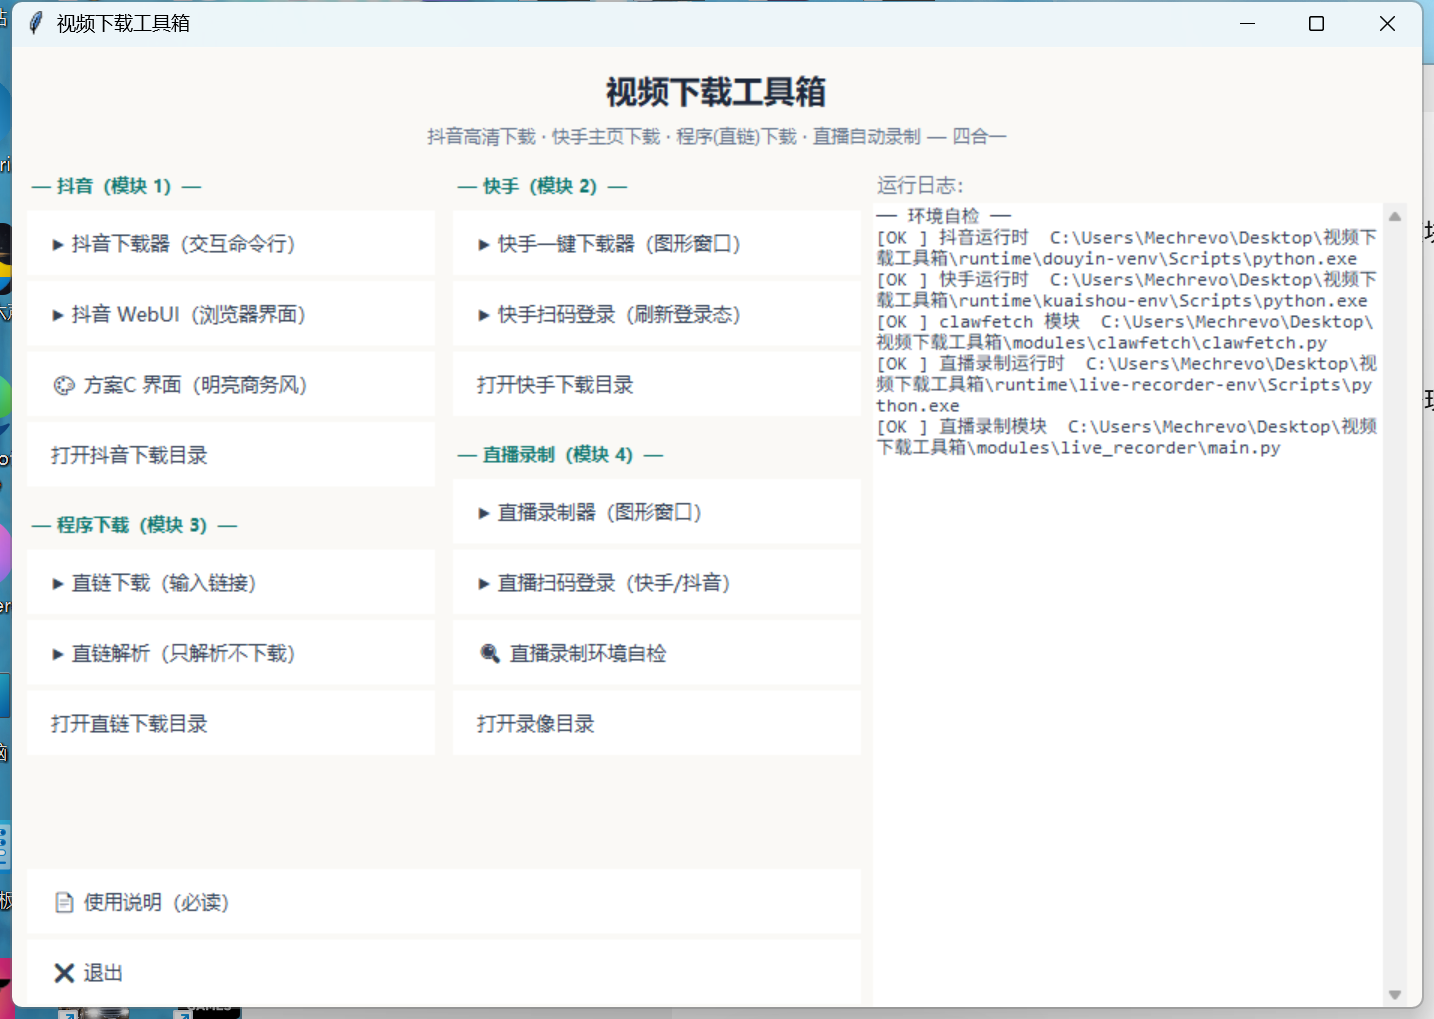 视频下载工具箱
视频下载工具箱
抖音高清下载 · 快手主页下载 · 程序(直链)下载 · 直播自动录制 — 四合一
— 抖音（模块 1）—
▶ 抖音下载器（交互命令行）
▶ 抖音 WebUI（浏览器界面）
方案C 界面（明亮商务风）
打开抖音下载目录
— 程序下载（模块 3）—
▶ 直链下载（输入链接）
▶ 直链解析（只解析不下载）
打开直链下载目录
— 快手（模块 2）—
▶ 快手一键下载器（图形窗口）
▶ 快手扫码登录（刷新登录态）
打开快手下载目录
— 直播录制（模块 4）—
▶ 直播录制器（图形窗口）
▶ 直播扫码登录（快手/抖音）
直播录制环境自检
打开录像目录
使用说明（必读）
退出
运行日志：
── 环境自检 ──
[OK ] 抖音运行时  C:\Users\Mechrevo\Desktop\视频下
载工具箱\runtime\douyin-venv\Scripts\python.exe
[OK ] 快手运行时  C:\Users\Mechrevo\Desktop\视频下
载工具箱\runtime\kuaishou-env\Scripts\python.exe
[OK ] clawfetch 模块  C:\Users\Mechrevo\Desktop\
视频下载工具箱\modules\clawfetch\clawfetch.py
[OK ] 直播录制运行时  C:\Users\Mechrevo\Desktop\视
频下载工具箱\runtime\live-recorder-env\Scripts\py
thon.exe
[OK ] 直播录制模块  C:\Users\Mechrevo\Desktop\视频
下载工具箱\modules\live_recorder\main.py